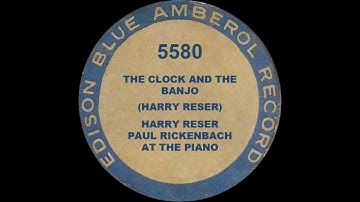 EDISON BLUE AMBEROL RECORD
5580
THE CLOCK AND THE
BANJO
(HARRY RESER)
HARRY RESER
PAUL RICKENBACH
AT THE PIANO